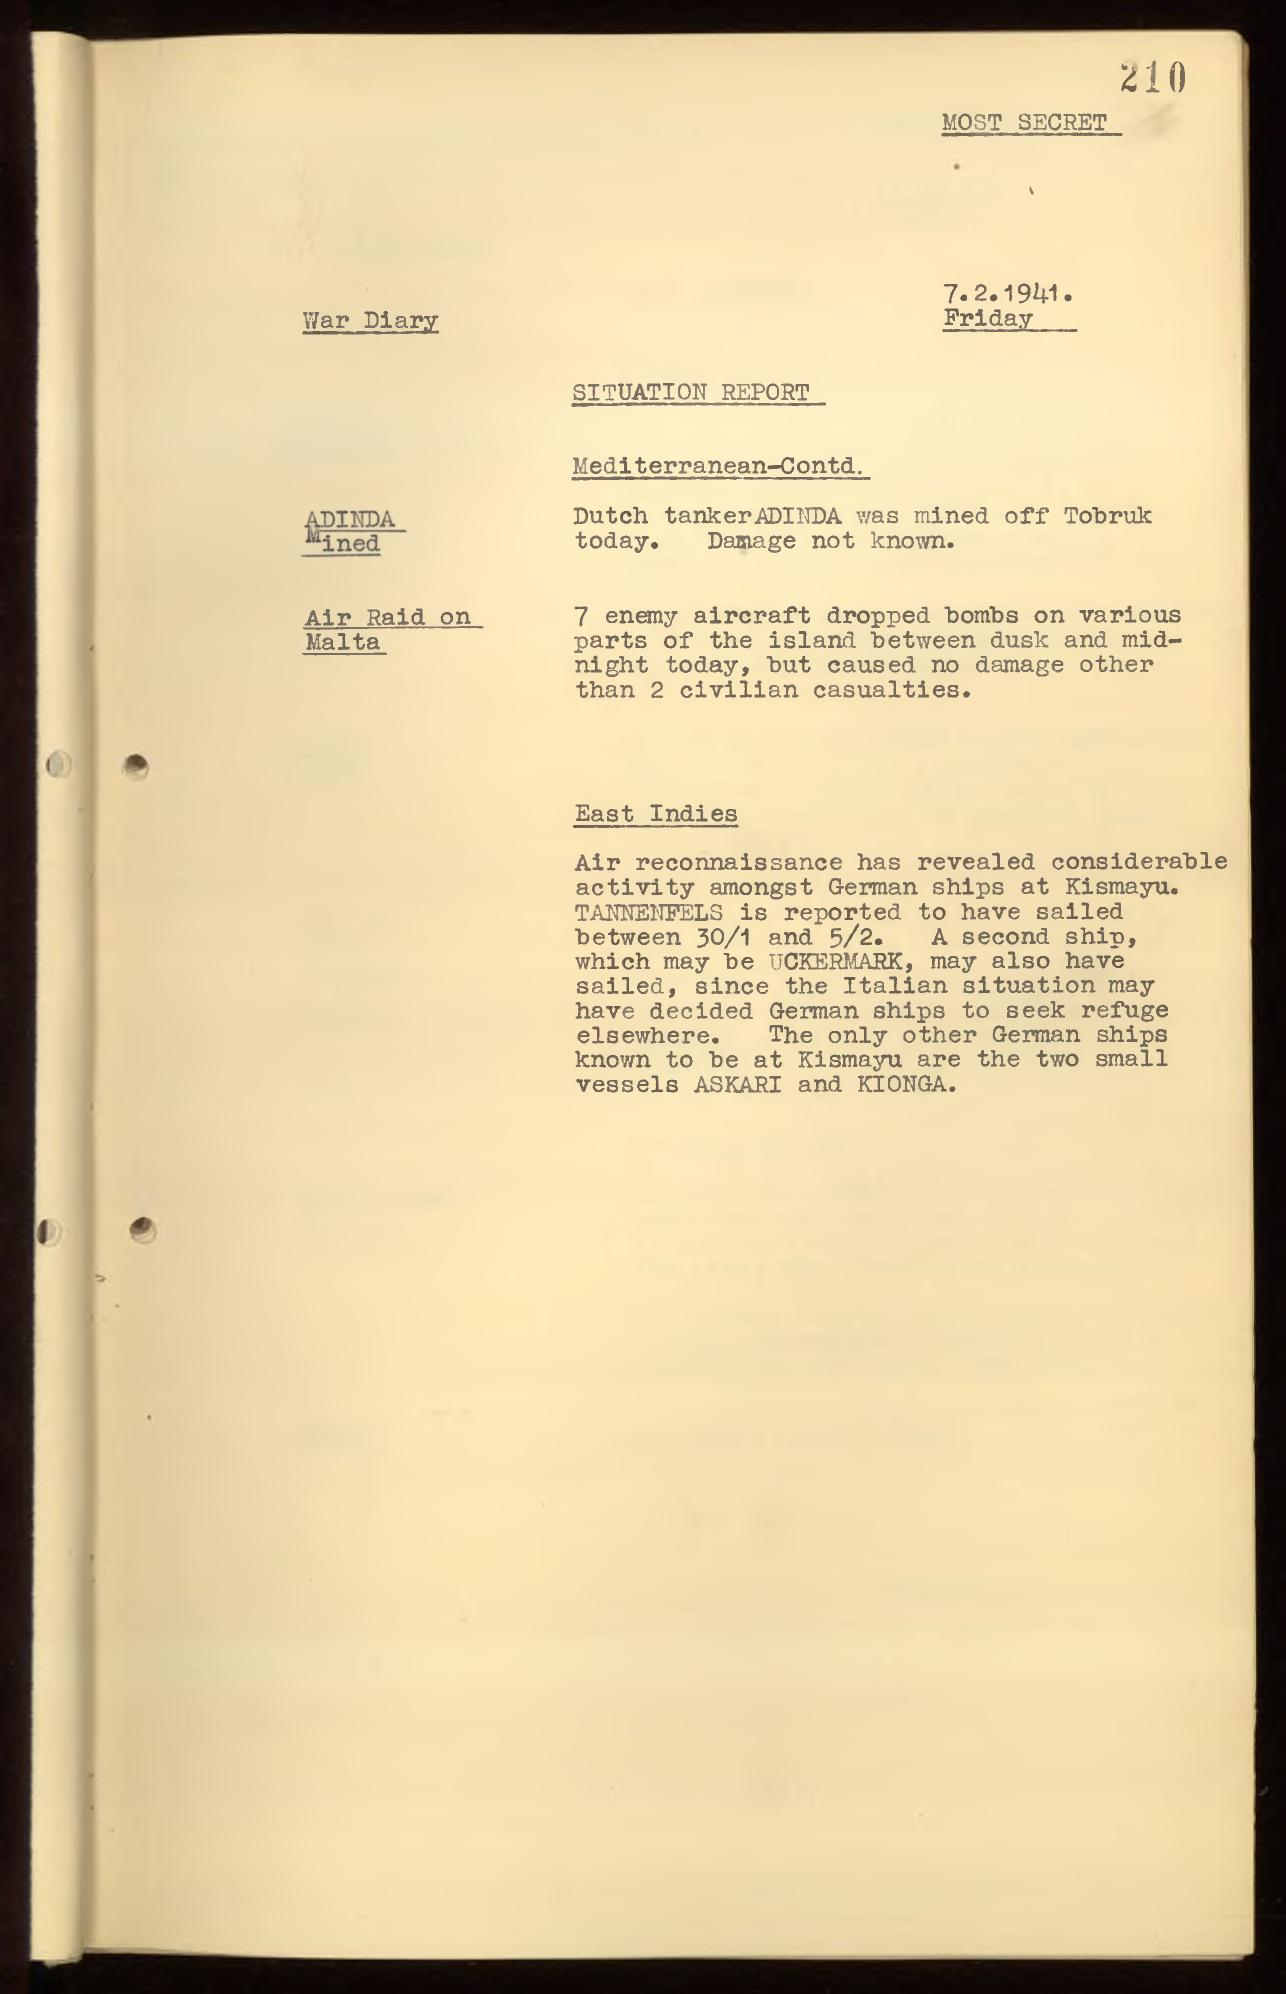 210
MOST SECRET
7.2.1941.
War Diary
Friday
SITUATION REPORT
Mediterranean-Contd.
ADINDA
Mined
Dutch tankerADINDA was mined off Tobruk
today. Damage not known.
Air Raid on
Malta
7 enemy aircraft dropped bombs on various
parts of the island between dusk and mid-
night today, but caused no damage other
than 2 civilian casualties.
East Indies
Air reconnaissance has revealed considerable
activity amongst German ships at Kismayu.
TANNENFELS is reported to have sailed
between 30/1 and 5/2. A second ship,
which may be UCKERMARK, may also have
sailed, since the Italian situation may
have decided German ships to seek refuge
elsewhere. The only other German ships
known to be at Kismayu are the two small
vessels ASKARI and KIONGA.